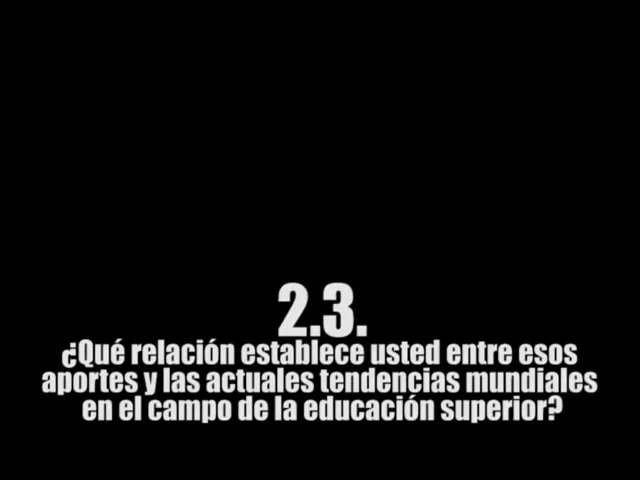 2.3.
¿Qué relación establece usted entre esos
aportes y las actuales tendencias mundiales
en el campo de la educación superior?